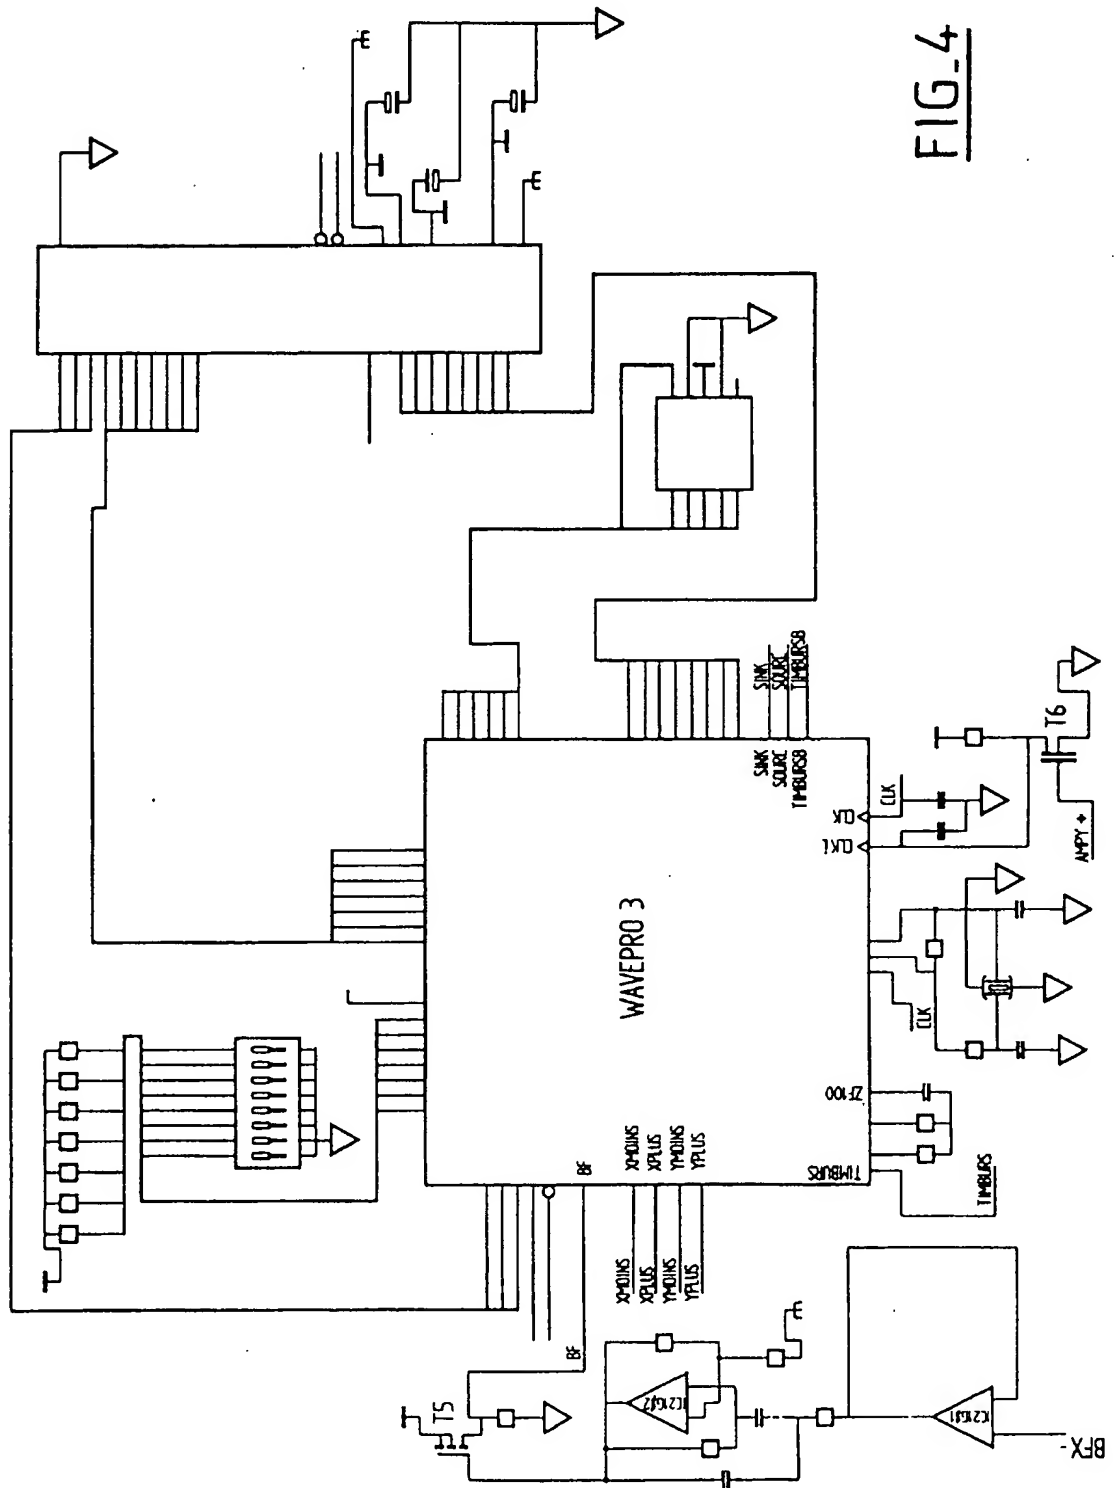 FIG_4
WAVEPRO 3
SINK
SOURC
TIMBURSB
SINK
SOURC
TIMBURSB
CLK
CLK
CLK
ZF100
TIMBURS
TIMBURS
BF
BF
XMOINS
XPLUS
YMOINS
YPLUS
XMOINS
XPLUS
YMOINS
YPLUS
T5
T6
AMPY +
BFX-